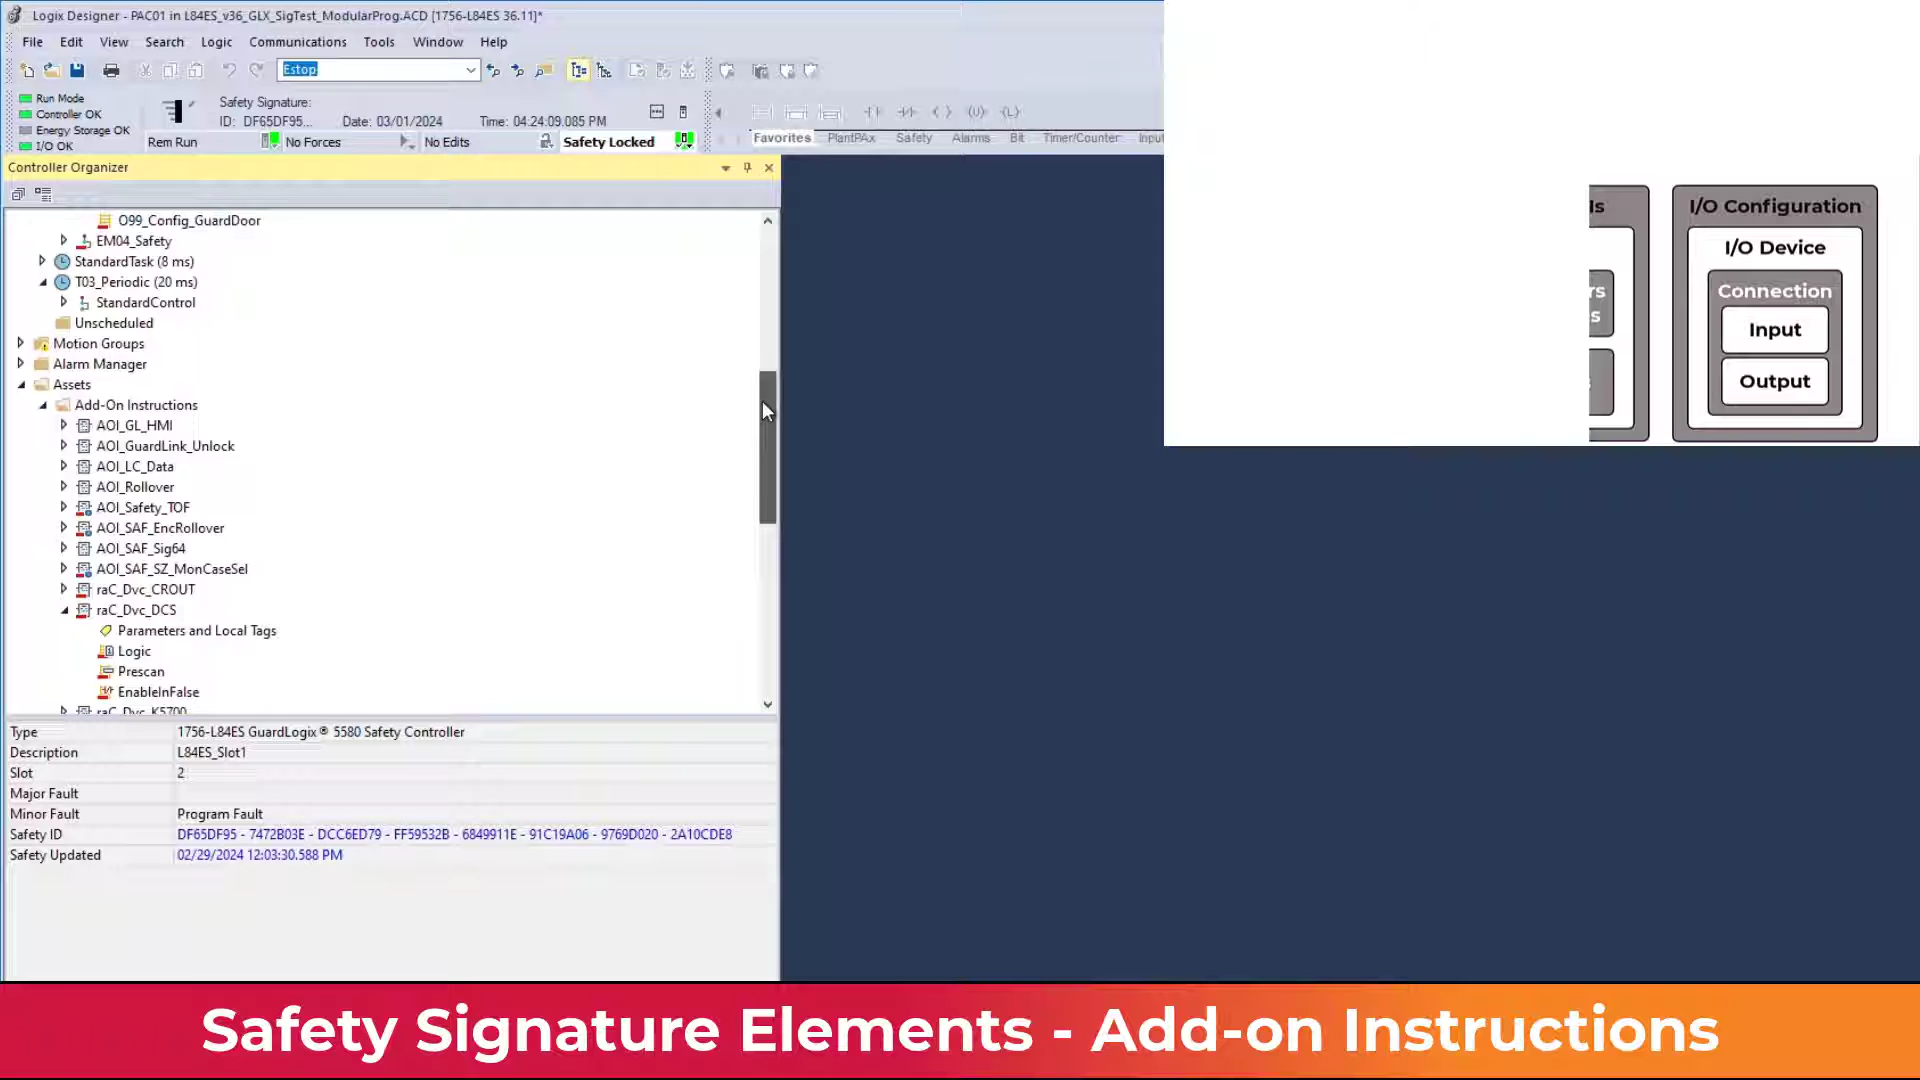 Logix Designer - PAC01 in L84ES_v36_GLX_SigTest_ModularProg.ACD [1756-L84ES 36.11]*
File Edit View Search Logic Communications Tools Window Help
Estop
Run Mode
Controller OK
Energy Storage OK
I/O OK
Safety Signature:
ID: DF65DF95... Date: 03/01/2024 Time: 04:24:09.085 PM
Rem Run No Forces No Edits Safety Locked
Favorites PlantPAx Safety Alarms Bit Timer/Counter Input
Controller Organizer
O99_Config_GuardDoor
EM04_Safety
StandardTask (8 ms)
T03_Periodic (20 ms)
StandardControl
Unscheduled
Motion Groups
Alarm Manager
Assets
Add-On Instructions
AOI_GL_HMI
AOI_GuardLink_Unlock
AOI_LC_Data
AOI_Rollover
AOI_Safety_TOF
AOI_SAF_EncRollover
AOI_SAF_Sig64
AOI_SAF_SZ_MonCaseSel
raC_Dvc_CROUT
raC_Dvc_DCS
Parameters and Local Tags
Logic
Prescan
EnableInFalse
raC_Dvc_K5700
Type 1756-L84ES GuardLogix® 5580 Safety Controller
Description L84ES_Slot1
Slot 2
Major Fault
Minor Fault Program Fault
Safety ID DF65DF95 - 7472B03E - DCC6ED79 - FF59532B - 6849911E - 91C19A06 - 9769D020 - 2A10CDE8
Safety Updated 02/29/2024 12:03:30.588 PM
I/O Configuration
I/O Device
Connection
Input
Output
Safety Signature Elements - Add-on Instructions